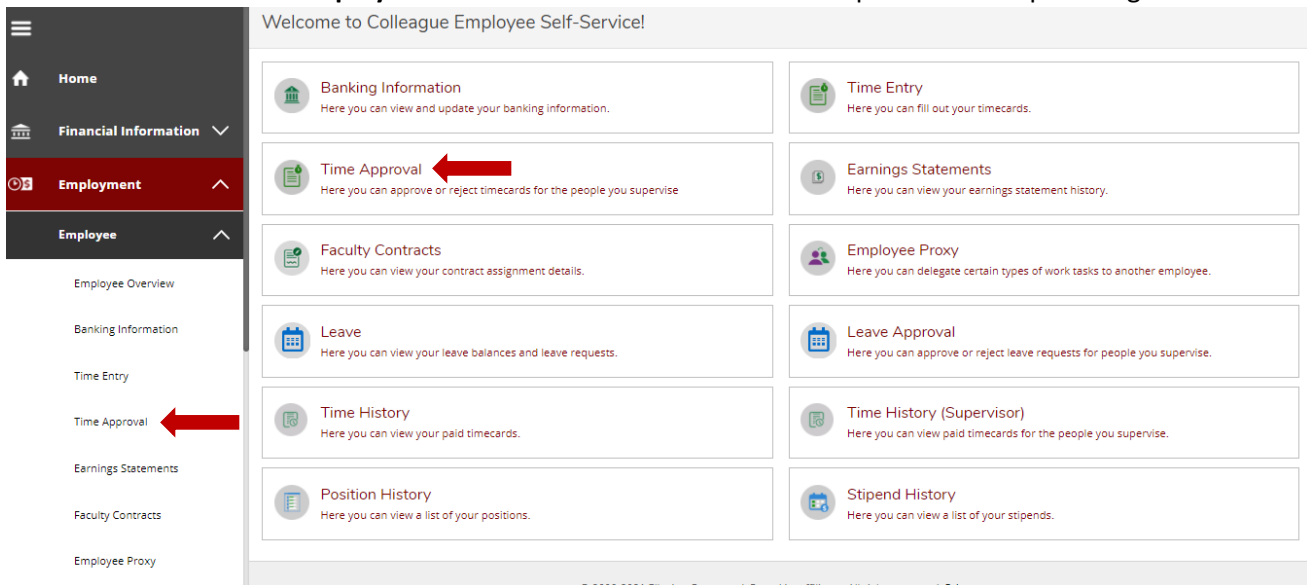 Welcome to Colleague Employee Self-Service!
Home
Financial Information
Employment
Employee
Employee Overview
Banking Information
Time Entry
Time Approval
Earnings Statements
Faculty Contracts
Employee Proxy
Banking Information
Here you can view and update your banking information.
Time Entry
Here you can fill out your timecards.
Time Approval
Here you can approve or reject timecards for the people you supervise
Earnings Statements
Here you can view your earnings statement history.
Faculty Contracts
Here you can view your contract assignment details.
Employee Proxy
Here you can delegate certain types of work tasks to another employee.
Leave
Here you can view your leave balances and leave requests.
Leave Approval
Here you can approve or reject leave requests for people you supervise.
Time History
Here you can view your paid timecards.
Time History (Supervisor)
Here you can view paid timecards for the people you supervise.
Position History
Here you can view a list of your positions.
Stipend History
Here you can view a list of your stipends.